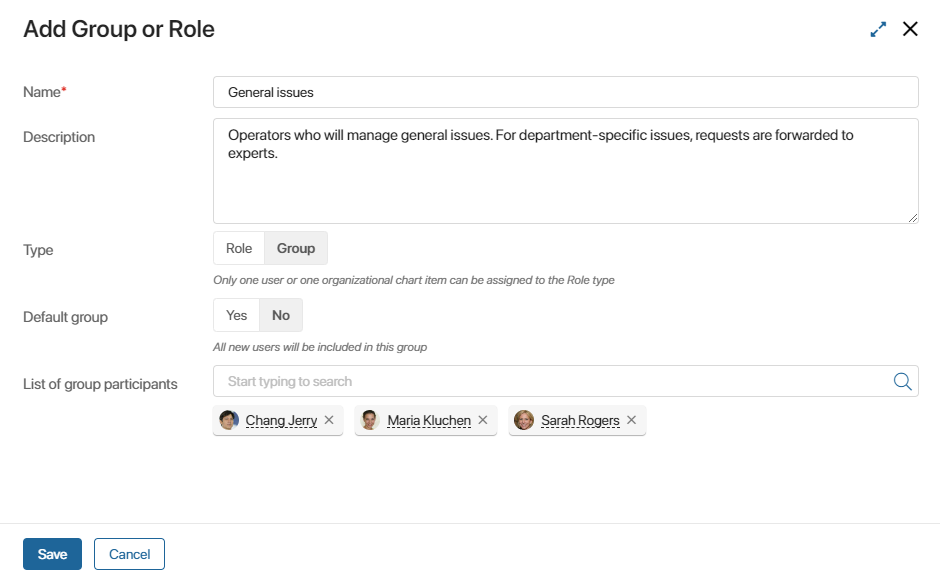 Add Group or Role
Name*
General issues
Description
Operators who will manage general issues. For department-specific issues, requests are forwarded to
experts.
Type
Role Group
Only one user or one organizational chart item can be assigned to the Role type
Default group
Yes No
All new users will be included in this group
List of group participants
Start typing to search
Chang Jerry Maria Kluchen Sarah Rogers
Save Cancel